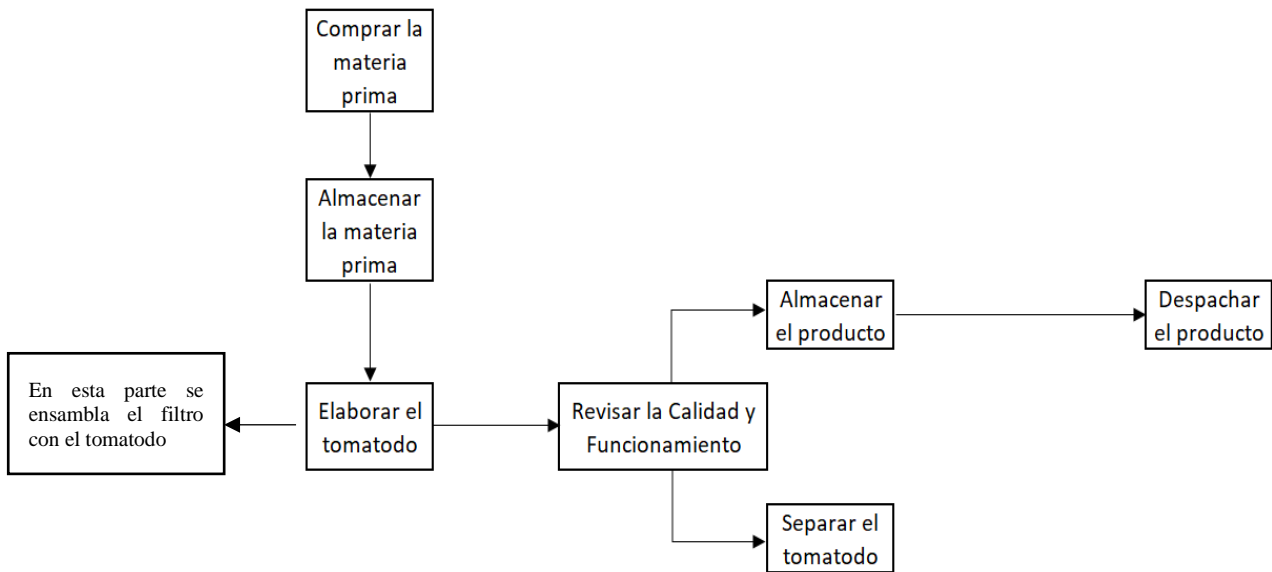 Comprar la
materia
prima
Almacenar
la materia
prima
Almacenar
el producto
Despachar
el producto
En esta parte se
ensambla el filtro
con el tomatodo
Elaborar el
tomatodo
Revisar la Calidad y
Funcionamiento
Separar el
tomatodo